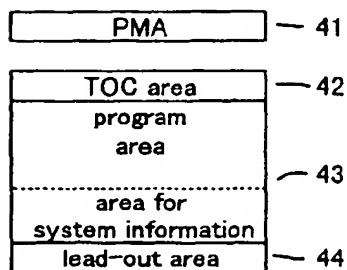 PMA 41
TOC area 42
program
area
43
area for
system information
lead-out area 44